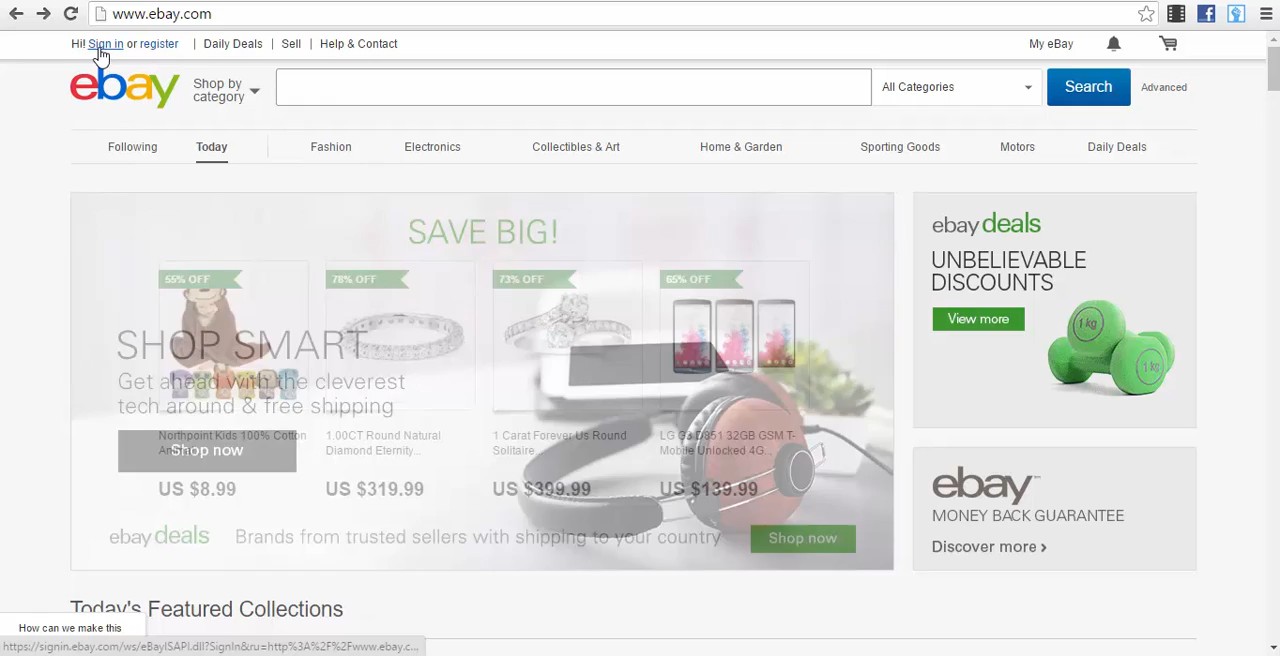 www.ebay.com
Hi! Sign in or register | Daily Deals | Sell | Help & Contact
My eBay
ebay
Shop by category
All Categories
Search
Advanced
Following
Today
Fashion
Electronics
Collectibles & Art
Home & Garden
Sporting Goods
Motors
Daily Deals
SAVE BIG!
55% OFF
78% OFF
73% OFF
65% OFF
SHOP SMART
Get ahead with the cleverest
tech around & free shipping
Shop now
Northpoint Kids 100% Cotton
1.00CT Round Natural
Diamond Eternity...
1 Carat Forever Us Round
Solitaire
LG G3 D851 32GB GSM T-
Mobile Unlocked 4G...
US $8.99
US $319.99
US $399.99
US $139.99
ebay deals
Brands from trusted sellers with shipping to your country
Shop now
ebay deals
UNBELIEVABLE
DISCOUNTS
View more
1 kg
1 kg
ebay
MONEY BACK GUARANTEE
Discover more ›
Today's Featured Collections
How can we make this
https://signin.ebay.com/ws/eBayISAPI.dll?SignIn&ru=http%3A%2F%2Fwww.ebay.c...